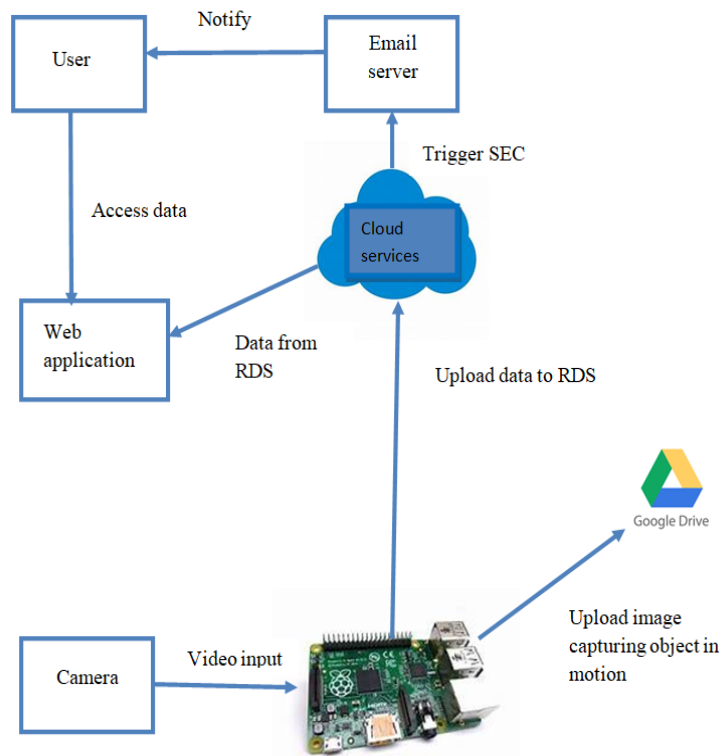 Notify
User
Email
server
Trigger SEC
Access data
Cloud
services
Web
application
Data from
RDS
Upload data to RDS
Google Drive
Upload image
capturing object in
motion
Camera
Video input